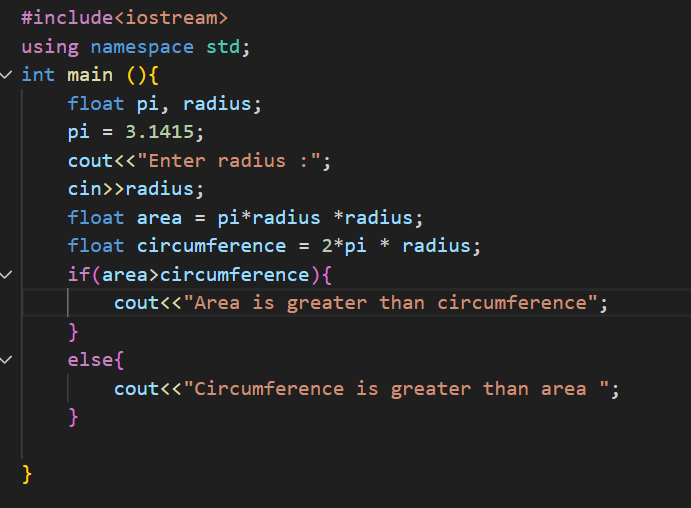 #include<iostream>
using namespace std;
int main (){
    float pi, radius;
    pi = 3.1415;
    cout<<"Enter radius :";
    cin>>radius;
    float area = pi*radius *radius;
    float circumference = 2*pi * radius;
    if(area>circumference){
        cout<<"Area is greater than circumference";
    }
    else{
        cout<<"Circumference is greater than area ";
    }
}